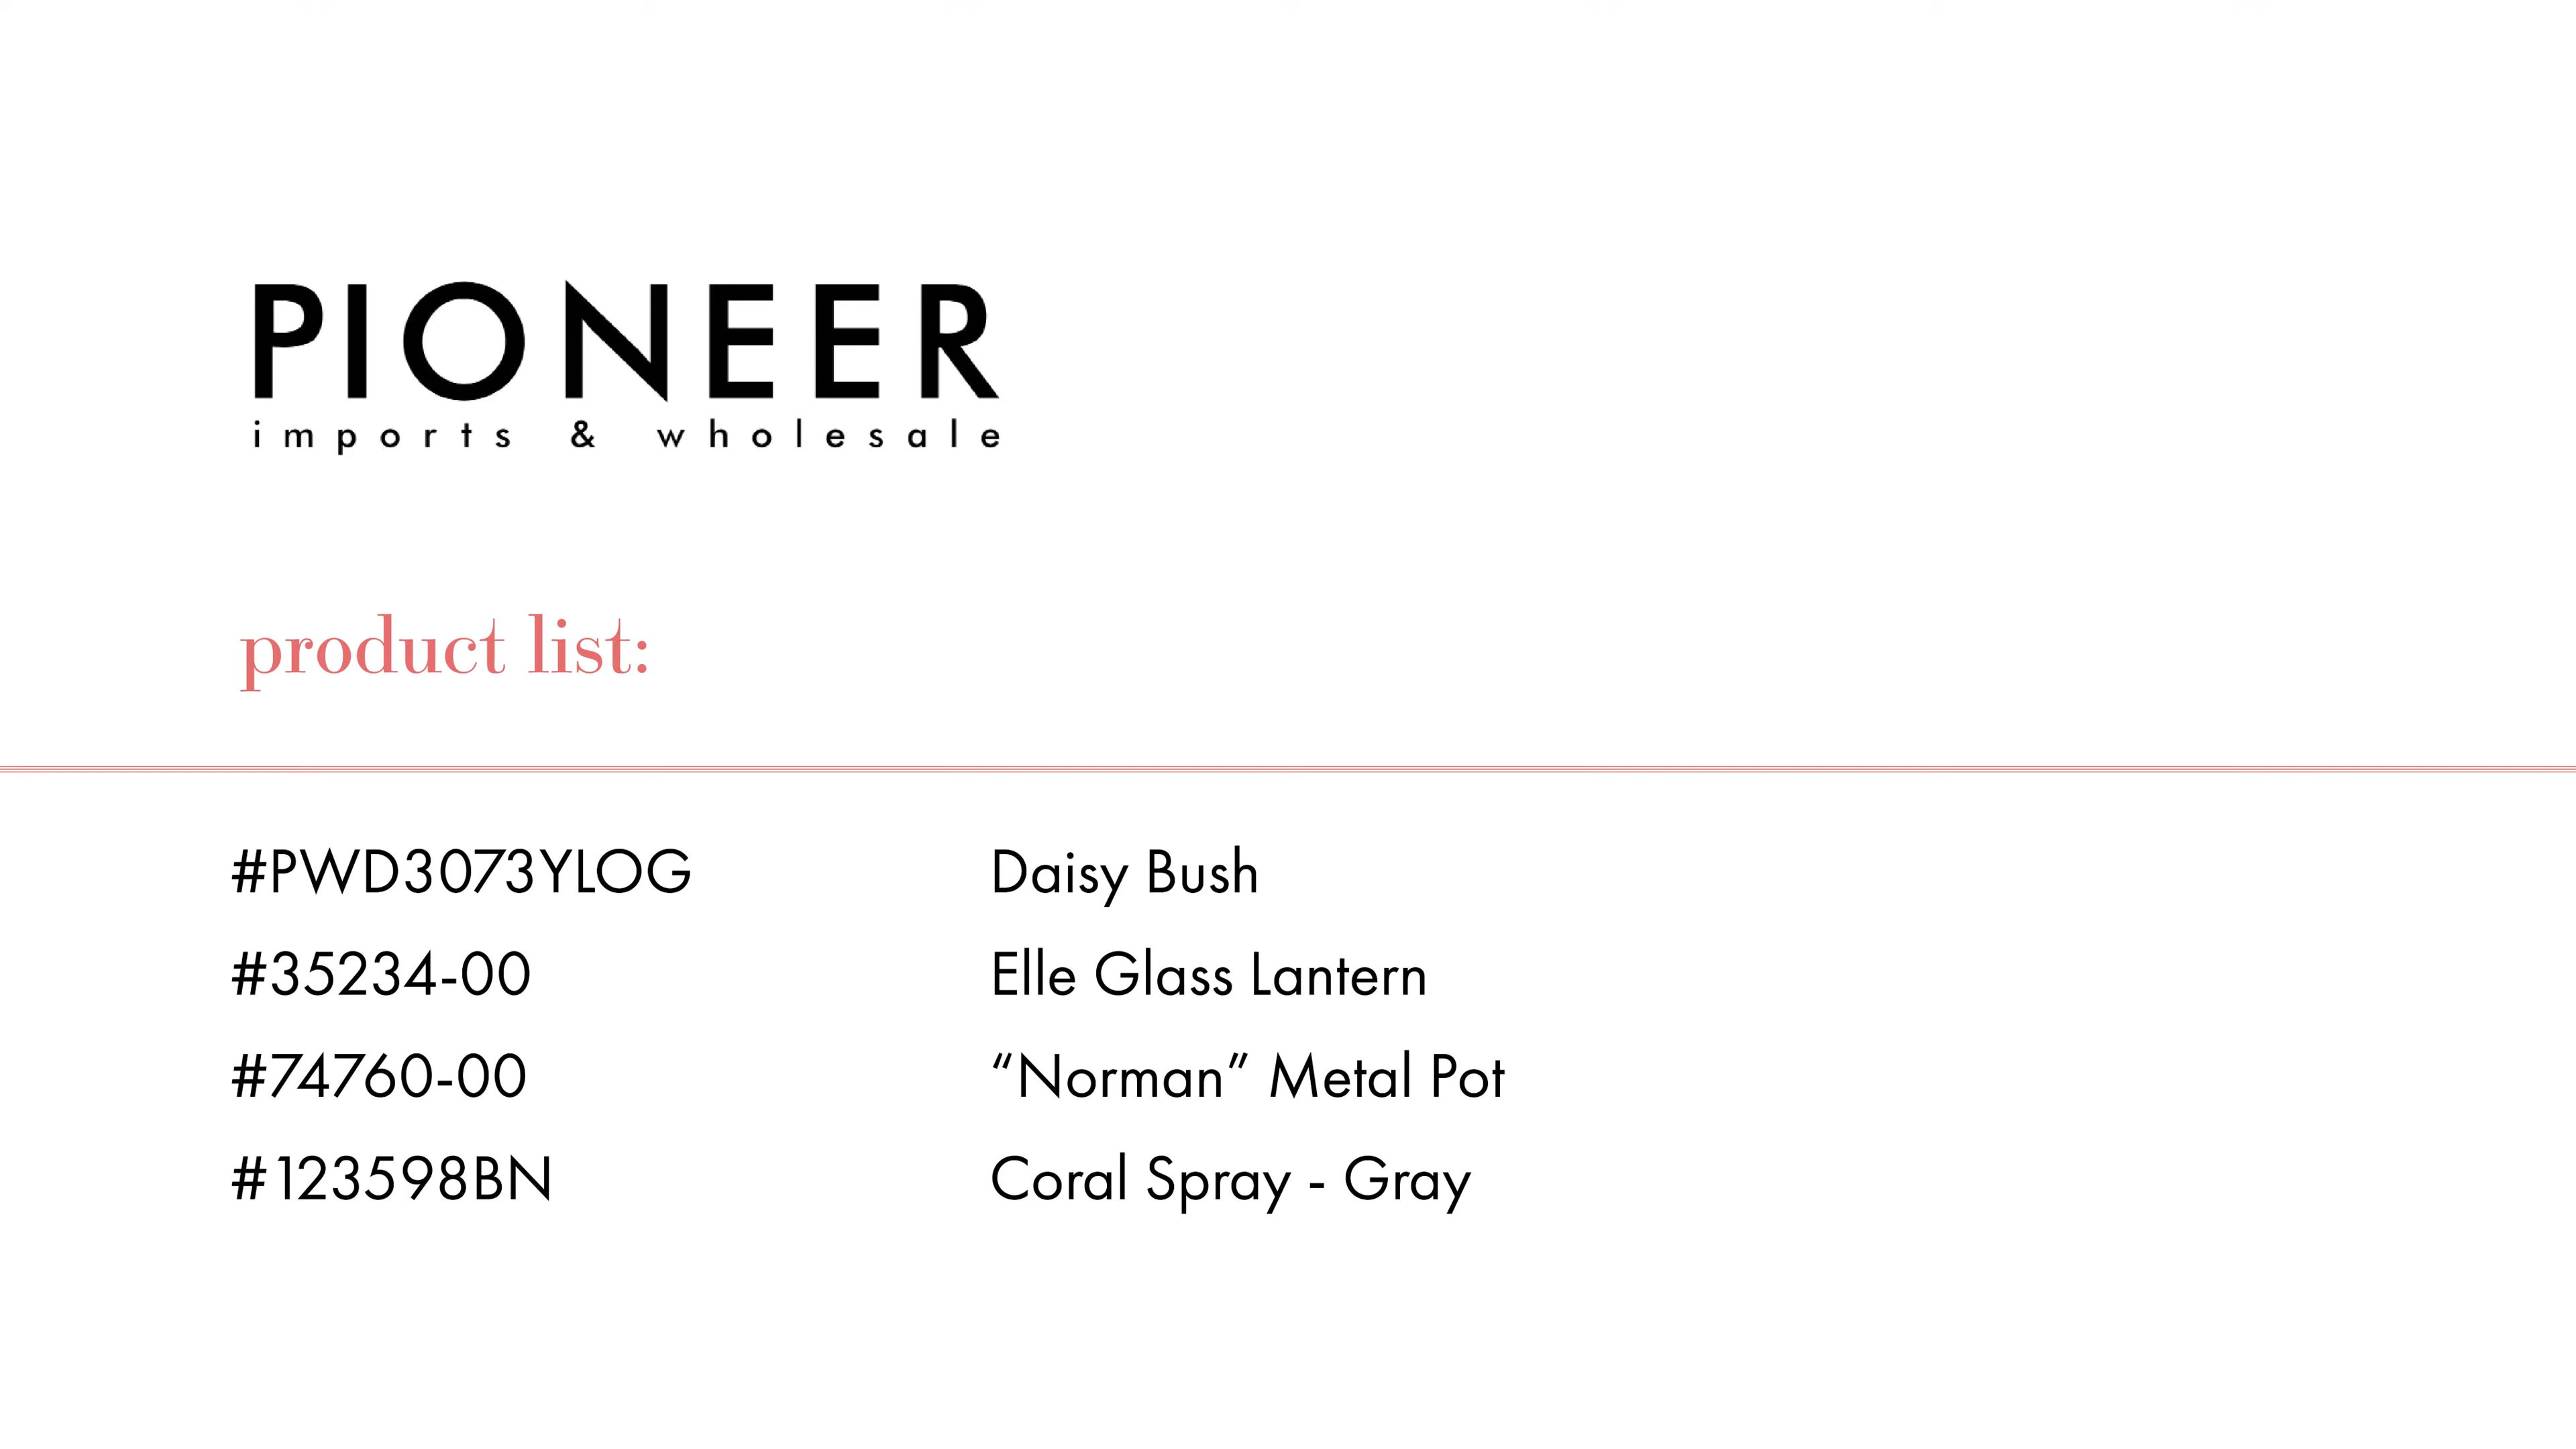 PIONEER
imports & wholesale
product list:
#PWD3073YLOG Daisy Bush
#35234-00 Elle Glass Lantern
#74760-00 “Norman” Metal Pot
#123598BN Coral Spray - Gray